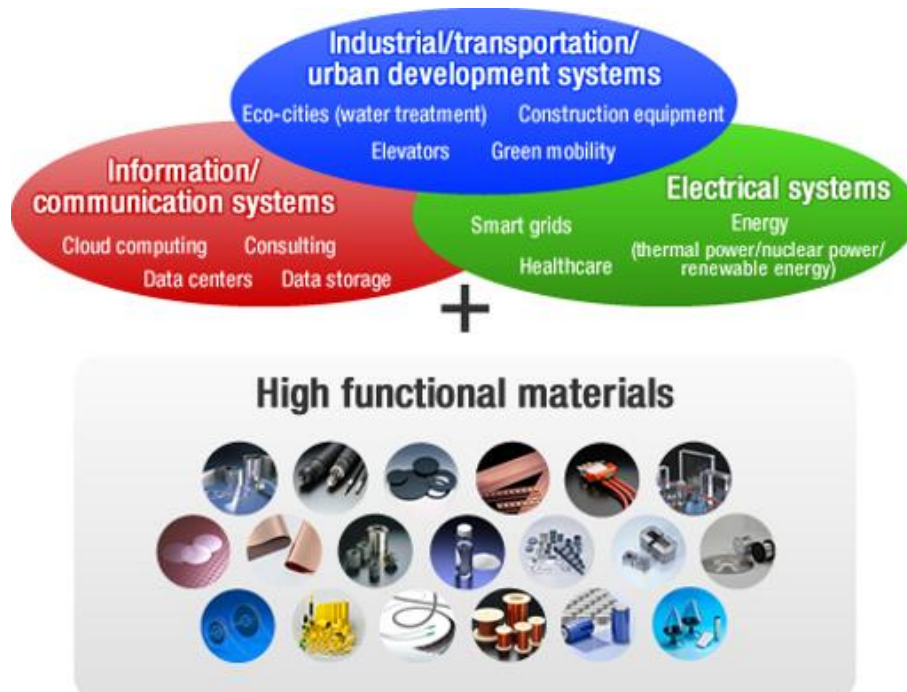 Industrial/transportation/
urban development systems
Eco-cities (water treatment) Construction equipment
Elevators Green mobility
Information/
communication systems
Cloud computing Consulting
Data centers Data storage
Electrical systems
Smart grids
Energy
(thermal power/nuclear power/
renewable energy)
Healthcare
+
High functional materials